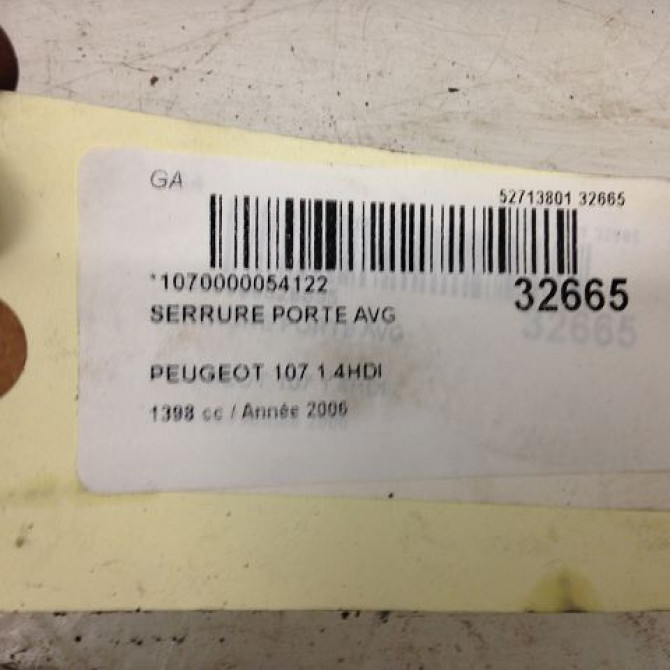 GA
52713801 32665
*1070000054122
32665
SERRURE PORTE AVG
PEUGEOT 107 1.4HDI
1398 cc / Année 2006